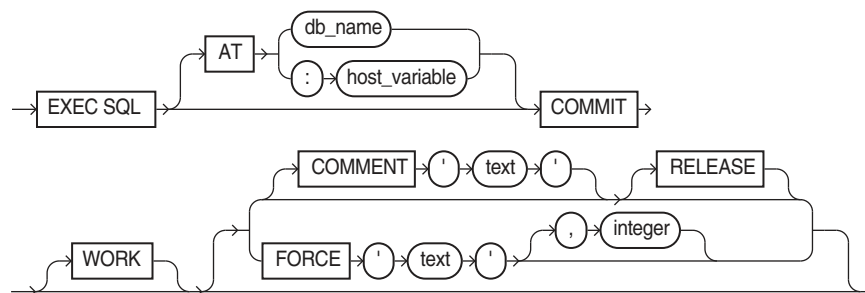 AT
db_name
: host_variable
EXEC SQL
COMMIT
COMMENT ' text '
RELEASE
WORK
FORCE ' text ' , integer